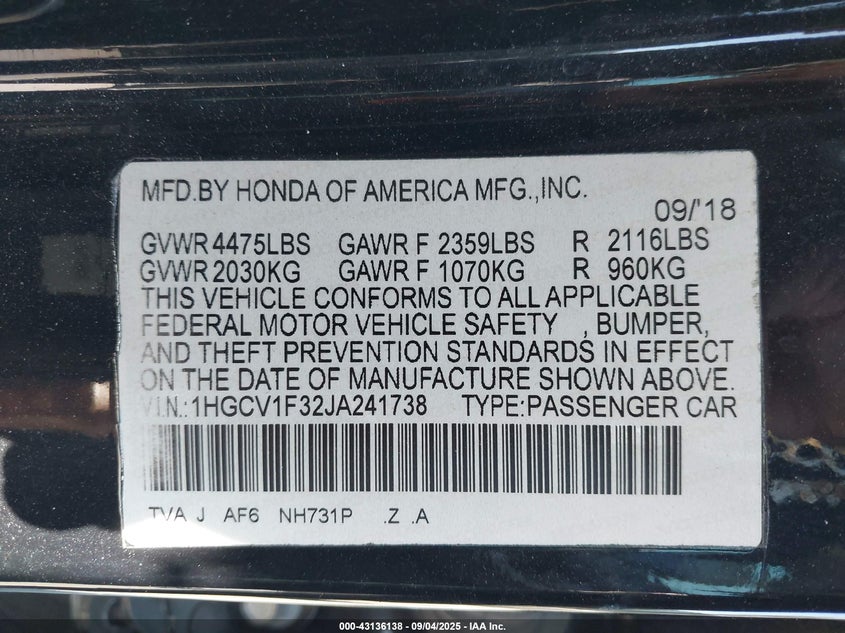 MFD.BY HONDA OF AMERICA MFG.,INC.
09/'18
GVWR 4475LBS GAWR F 2359LBS R 2116LBS
GVWR 2030KG GAWR F 1070KG R 960KG
THIS VEHICLE CONFORMS TO ALL APPLICABLE
FEDERAL MOTOR VEHICLE SAFETY , BUMPER,
AND THEFT PREVENTION STANDARDS IN EFFECT
ON THE DATE OF MANUFACTURE SHOWN ABOVE.
V.I.N.:1HGCV1F32JA241738 TYPE:PASSENGER CAR
TVA J AF6 NH731P .Z .A
000-43136138 - 09/04/2025 - IAA Inc.